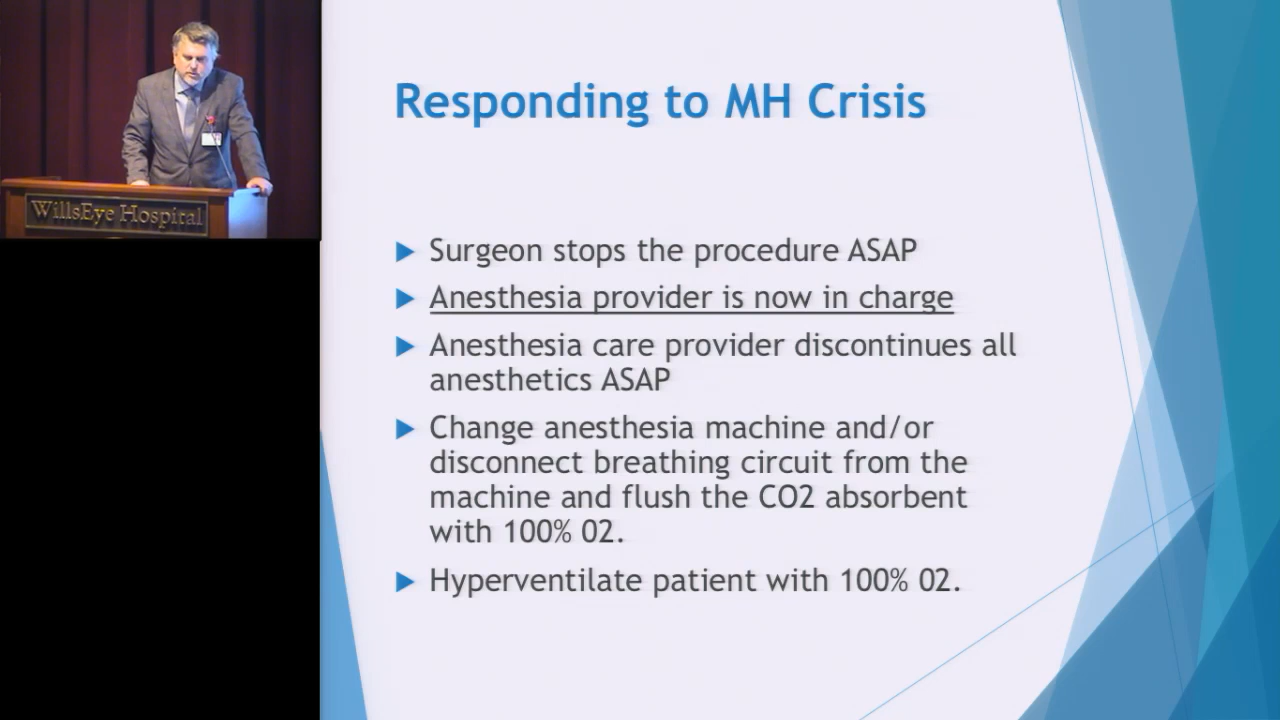 Responding to MH Crisis
Surgeon stops the procedure ASAP
Anesthesia provider is now in charge
Anesthesia care provider discontinues all
anesthetics ASAP
Change anesthesia machine and/or
disconnect breathing circuit from the
machine and flush the CO2 absorbent
with 100% 02.
Hyperventilate patient with 100% 02.
WillsEye Hospital